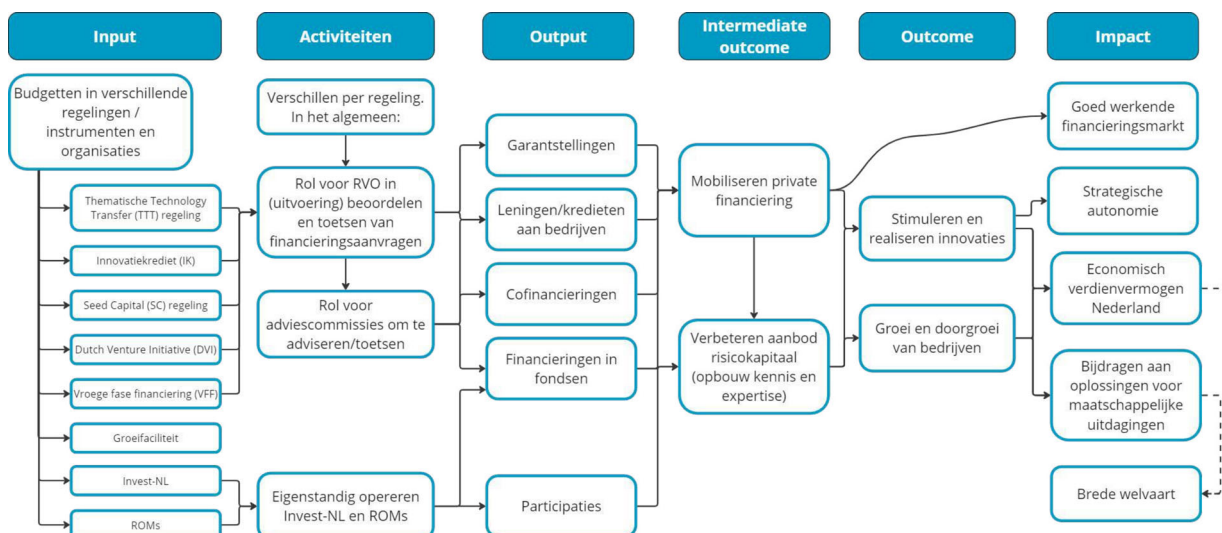 Input
Activiteiten
Output
Intermediate
outcome
Outcome
Impact
Budgetten in verschillende
regelingen /
instrumenten en
organisaties
Thematische Technology
Transfer (TTT) regeling
Innovatiekrediet (IK)
Seed Capital (SC) regeling
Dutch Venture Initiative (DVI)
Vroege fase financiering (VFF)
Groeifaciliteit
Invest-NL
ROMs
Verschillen per regeling.
In het algemeen:
Rol voor RVO in
(uitvoering) beoordelen
en toetsen van
financieringsaanvragen
Rol voor
adviescommissies om te
adviseren/toetsen
Eigenstandig opereren
Invest-NL en ROMs
Garantstellingen
Leningen/kredieten
aan bedrijven
Cofinancieringen
Financieringen in
fondsen
Participaties
Mobiliseren private
financiering
Verbeteren aanbod
risicokapitaal
(opbouw kennis en
expertise)
Stimuleren en
realiseren innovaties
Groei en doorgroei
van bedrijven
Goed werkende
financieringsmarkt
Strategische
autonomie
Economisch
verdienvermogen
Nederland
Bijdragen aan
oplossingen voor
maatschappelijke
uitdagingen
Brede welvaart